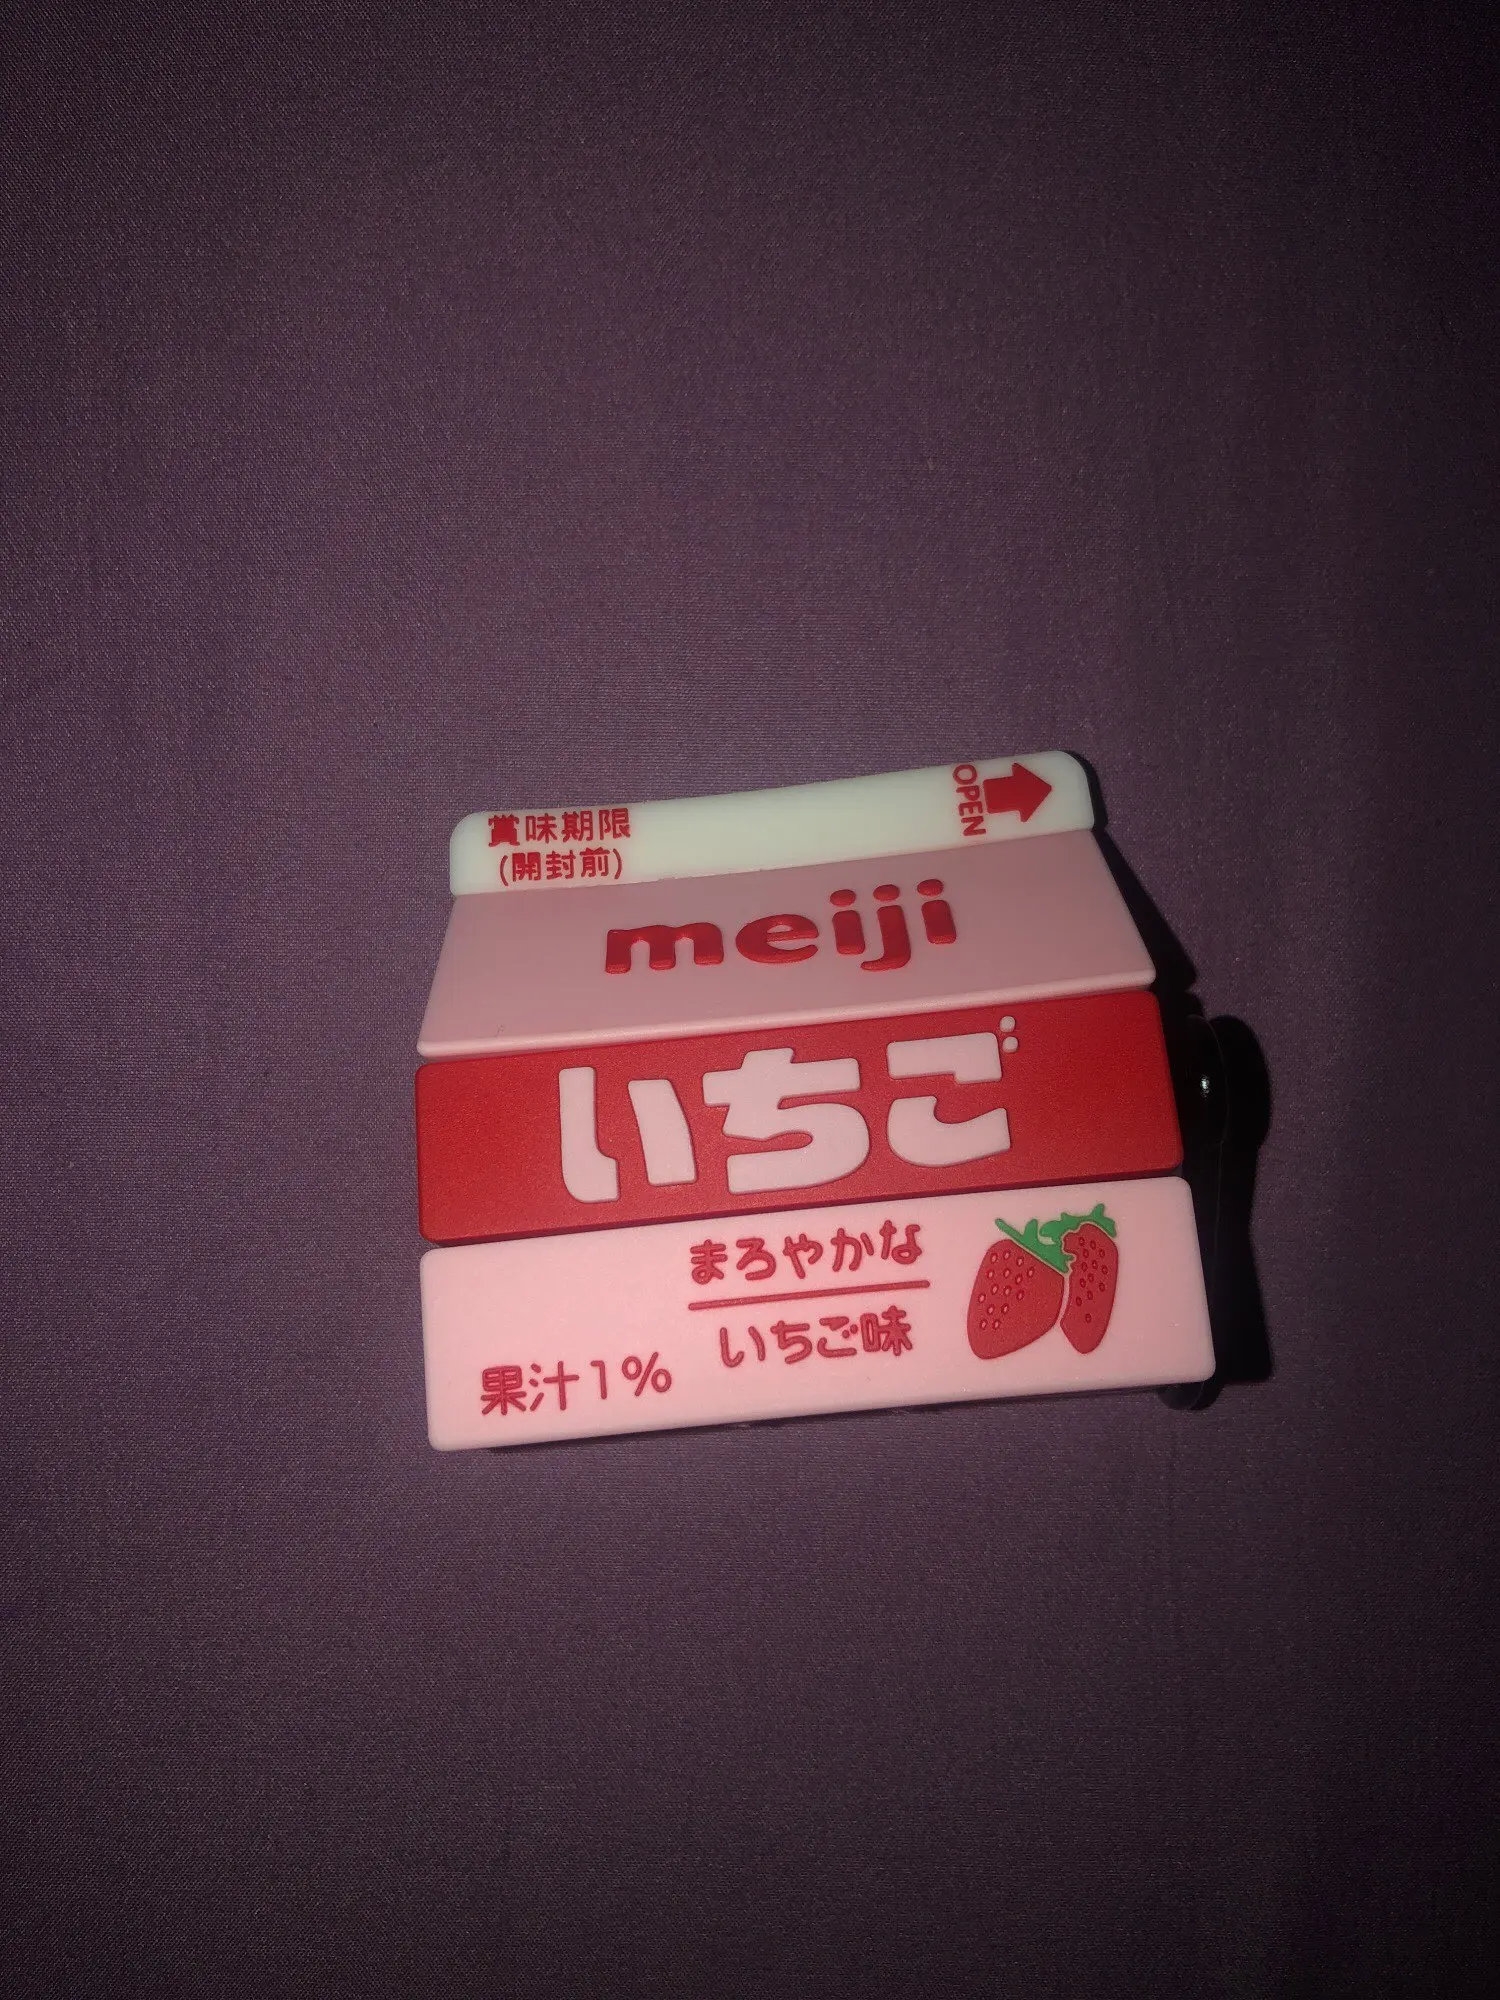 賞味期限
(開封前)
OPEN
meiji
いちご
まろやかな
いちご味
果汁1%